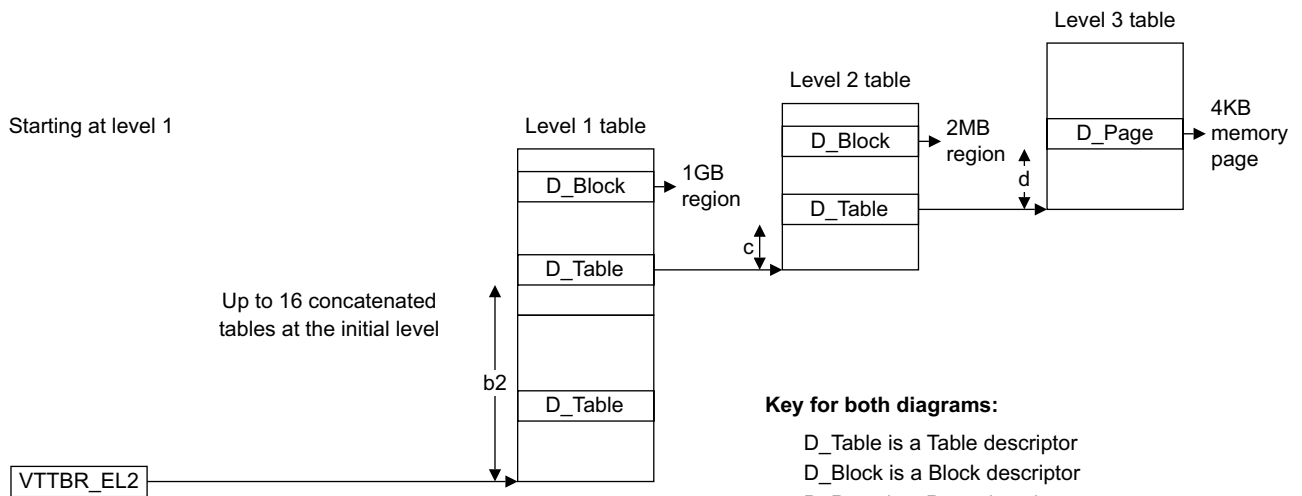 Level 3 table
Level 2 table
Starting at level 1
Level 1 table
D_Block
2MB
region
D_Page
4KB
memory
page
D_Block
1GB
region
d
D_Table
c
D_Table
Up to 16 concatenated
tables at the initial level
b2
D_Table
Key for both diagrams:
D_Table is a Table descriptor
D_Block is a Block descriptor
VTTBR_EL2